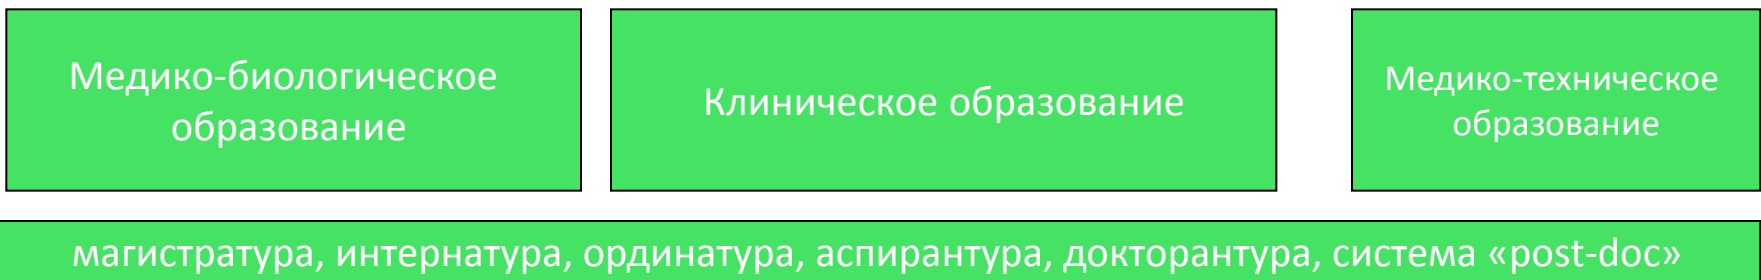 Медико-биологическое
образование
Клиническое образование
Медико-техническое
образование
магистратура, интернатура, ординатура, аспирантура, докторантура, система «post-doc»